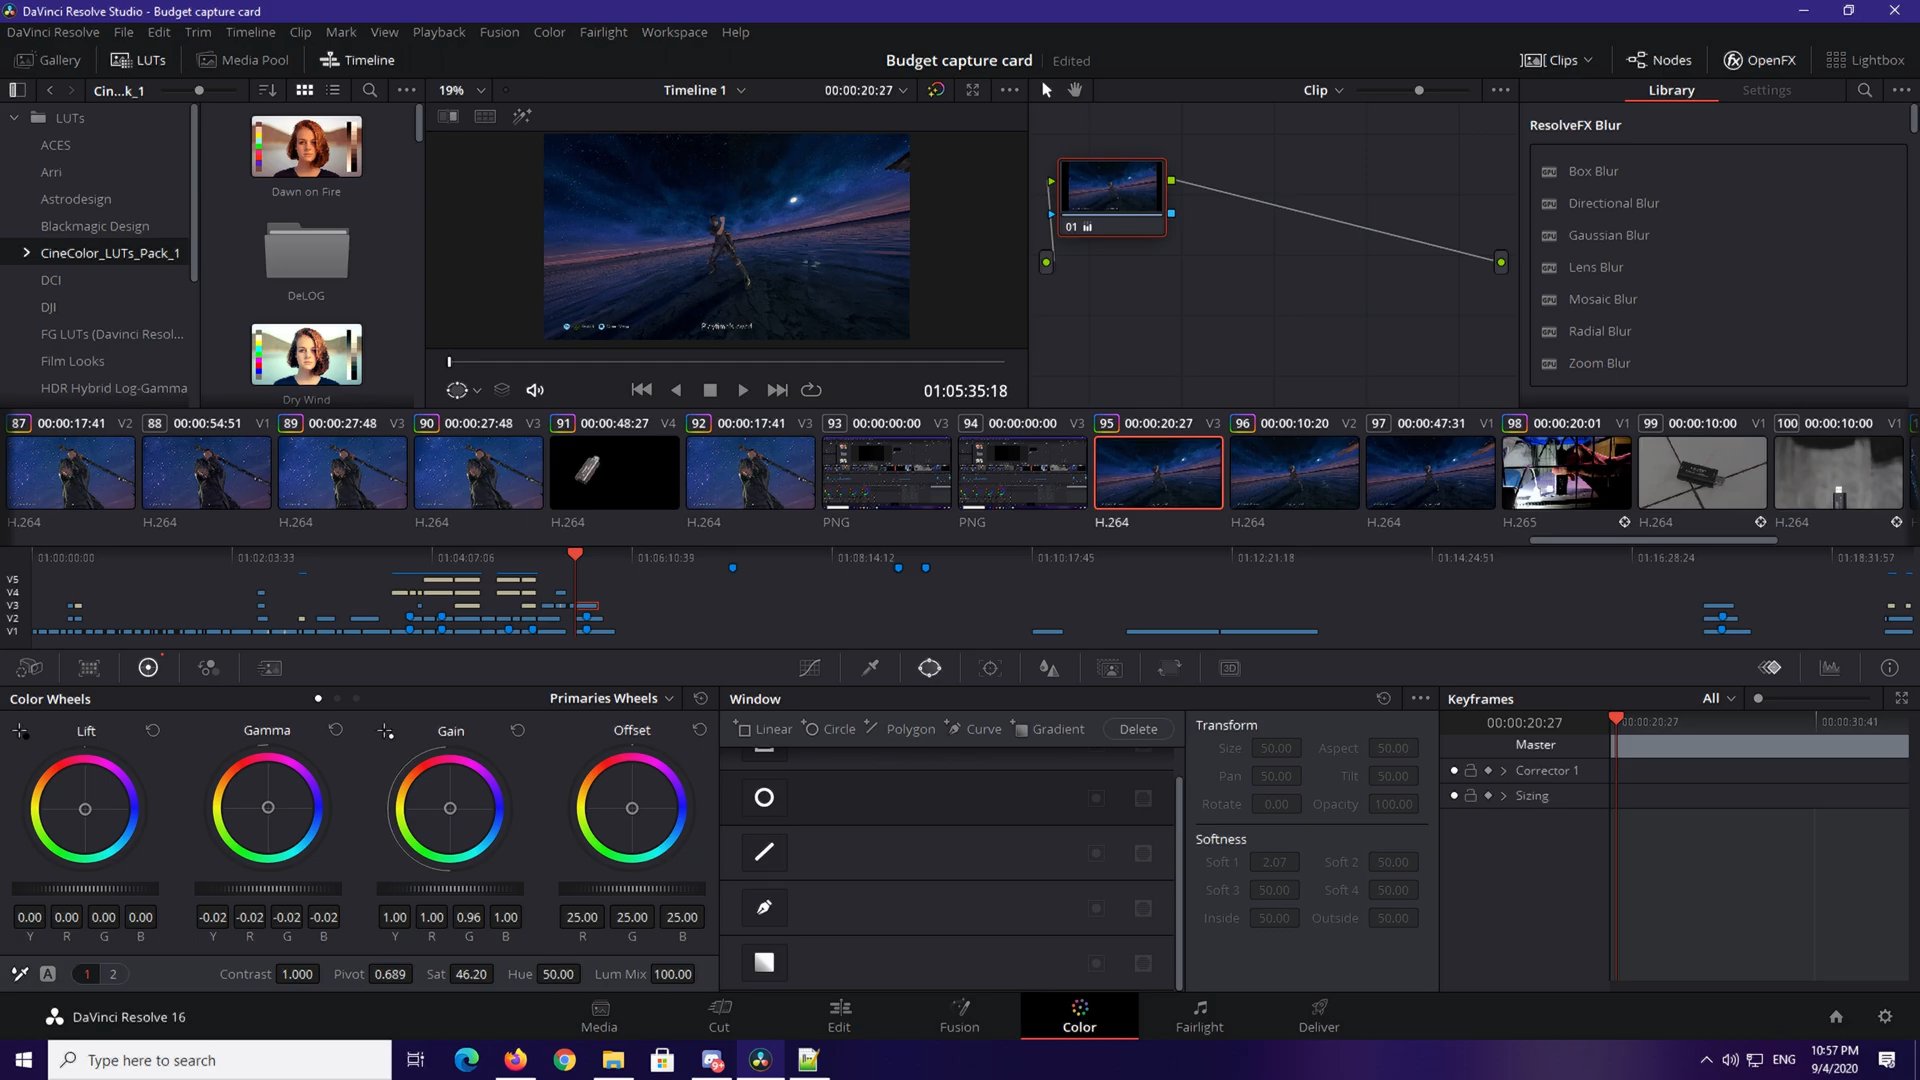 DaVinci Resolve Studio - Budget capture card
DaVinci Resolve File Edit Trim Timeline Clip Mark View Playback Fusion Color Fairlight Workspace Help
Gallery LUTs Media Pool Timeline Budget capture card Edited Clips Nodes OpenFX Lightbox
Cin...k_1 19% Timeline 1 00:00:20:27 Clip Library Settings
LUTs
ACES
Arri
Astrodesign
Blackmagic Design
CineColor_LUTs_Pack_1
DCI
DJI
FG LUTs (Davinci Resol...
Film Looks
HDR Hybrid Log-Gamma
Dawn on Fire
DeLOG
Dry Wind
01:05:35:18
01
ResolveFX Blur
GPU Box Blur
GPU Directional Blur
GPU Gaussian Blur
GPU Lens Blur
GPU Mosaic Blur
GPU Radial Blur
GPU Zoom Blur
87 00:00:17:41 V2 88 00:00:54:51 V1 89 00:00:27:48 V3 90 00:00:27:48 V3 91 00:00:48:27 V4 92 00:00:17:41 V3 93 00:00:00:00 V3 94 00:00:00:00 V3 95 00:00:20:27 V3 96 00:00:10:20 V2 97 00:00:47:31 V1 98 00:00:20:01 V1 99 00:00:10:00 V1 100 00:00:10:00 V1
H.264 H.264 H.264 H.264 H.264 H.264 PNG PNG H.264 H.264 H.264 H.265 H.264 H.264
01:00:00:00 01:02:03:33 01:04:07:06 01:06:10:39 01:08:14:12 01:10:17:45 01:12:21:18 01:14:24:51 01:16:28:24 01:18:31:57
V5
V4
V3
V2
V1
3D
Color Wheels Primaries Wheels Window Keyframes All
Lift Gamma Gain Offset
0.00 0.00 0.00 0.00 -0.02 -0.02 -0.02 -0.02 1.00 1.00 0.96 1.00 25.00 25.00 25.00
Y R G B Y R G B Y R G B R G B
A 1 2 Contrast 1.000 Pivot 0.689 Sat 46.20 Hue 50.00 Lum Mix 100.00
Linear Circle Polygon Curve Gradient Delete
Transform
Size 50.00 Aspect 50.00
Pan 50.00 Tilt 50.00
Rotate 0.00 Opacity 100.00
Softness
Soft 1 2.07 Soft 2 50.00
Soft 3 50.00 Soft 4 50.00
Inside 50.00 Outside 50.00
00:00:20:27 00:00:20:27 00:00:30:41
Master
Corrector 1
Sizing
DaVinci Resolve 16 Media Cut Edit Fusion Color Fairlight Deliver
Type here to search ENG 10:57 PM
9/4/2020